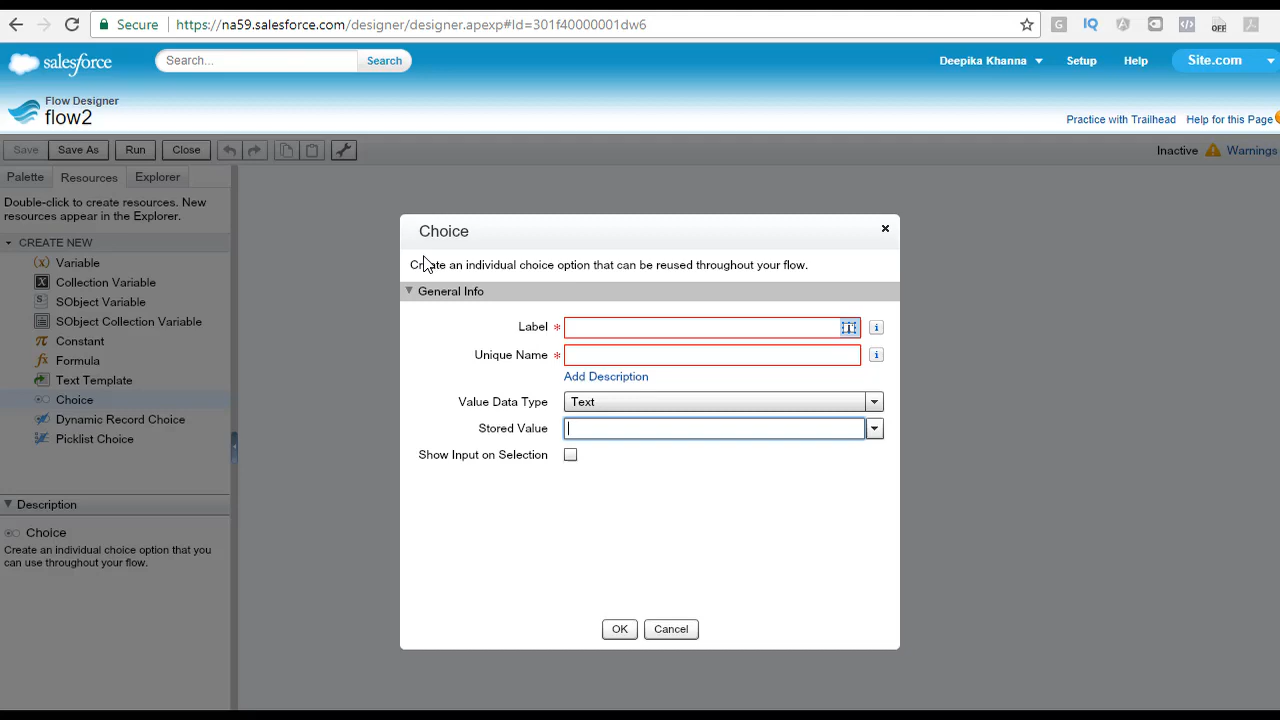 Secure
https://na59.salesforce.com/designer/designer.apexp#Id=301f40000001dw6
G
IQ
OFF
salesforce
Search...
Search
Deepika Khanna
Setup
Help
Site.com
Flow Designer
flow2
Practice with Trailhead
Help for this Page
Save
Save As
Run
Close
Inactive
Warnings
Palette
Resources
Explorer
Double-click to create resources. New
resources appear in the Explorer.
CREATE NEW
Variable
Collection Variable
SObject Variable
SObject Collection Variable
Constant
Formula
Text Template
Choice
Dynamic Record Choice
Picklist Choice
Description
Choice
Create an individual choice option that you
can use throughout your flow.
Choice
Create an individual choice option that can be reused throughout your flow.
General Info
Label *
Unique Name *
Add Description
Value Data Type
Text
Stored Value
Show Input on Selection
OK
Cancel